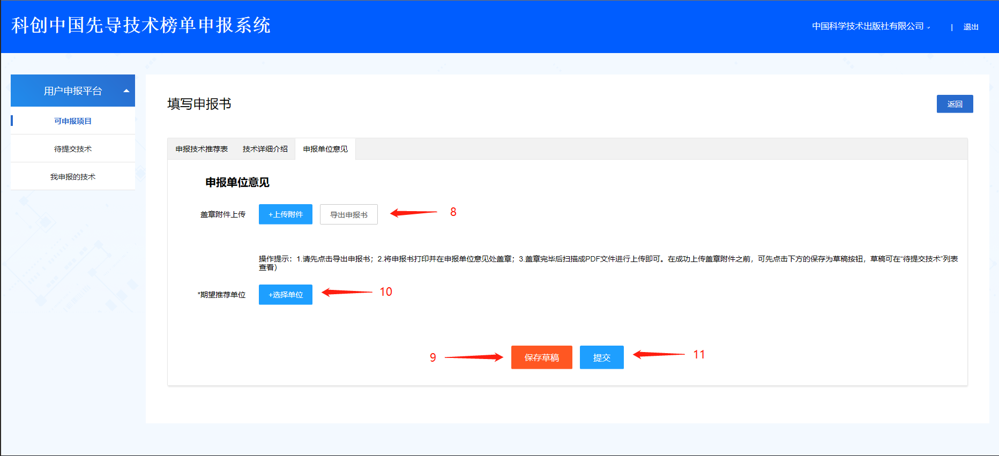 科创中国先导技术榜单申报系统
中国科学技术出版社有限公司
|
退出
用户申报平台
可申报项目
待提交技术
我申报的技术
填写申报书
返回
申报技术推荐表 技术详细介绍 申报单位意见
申报单位意见
盖章附件上传 +上传附件 导出申报书 8
操作提示：1.请先点击导出申报书；2.将申报书打印并在申报单位意见处盖章；3.盖章完毕后扫描成PDF文件进行上传即可。在成功上传盖章附件之前，可先点击下方的保存为草稿按钮，草稿可在“待提交技术”列表
查看）
*期望推荐单位 +选择单位 10
9 保存草稿 提交 11